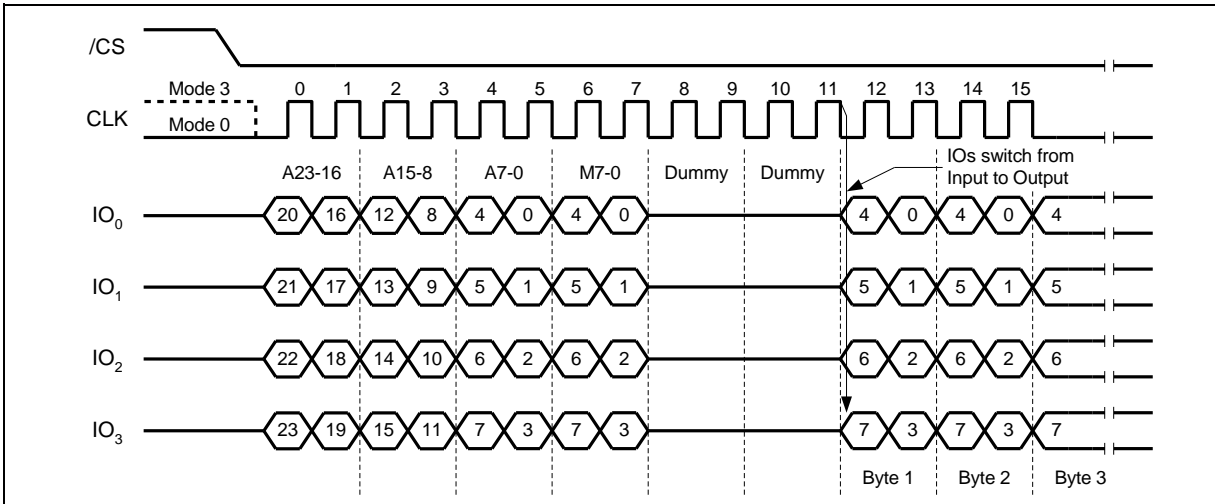 /CS
Mode 3 0 1 2 3 4 5 6 7 8 9 10 11 12 13 14 15
CLK
Mode 0
IOs switch from
Input to Output
A23-16 A15-8 A7-0 M7-0 Dummy Dummy
IO0 20 16 12 8 4 0 4 0 4 0 4 0 4
IO1 21 17 13 9 5 1 5 1 5 1 5 1 5
IO2 22 18 14 10 6 2 6 2 6 2 6 2 6
IO3 23 19 15 11 7 3 7 3 7 3 7 3 7
Byte 1 Byte 2 Byte 3